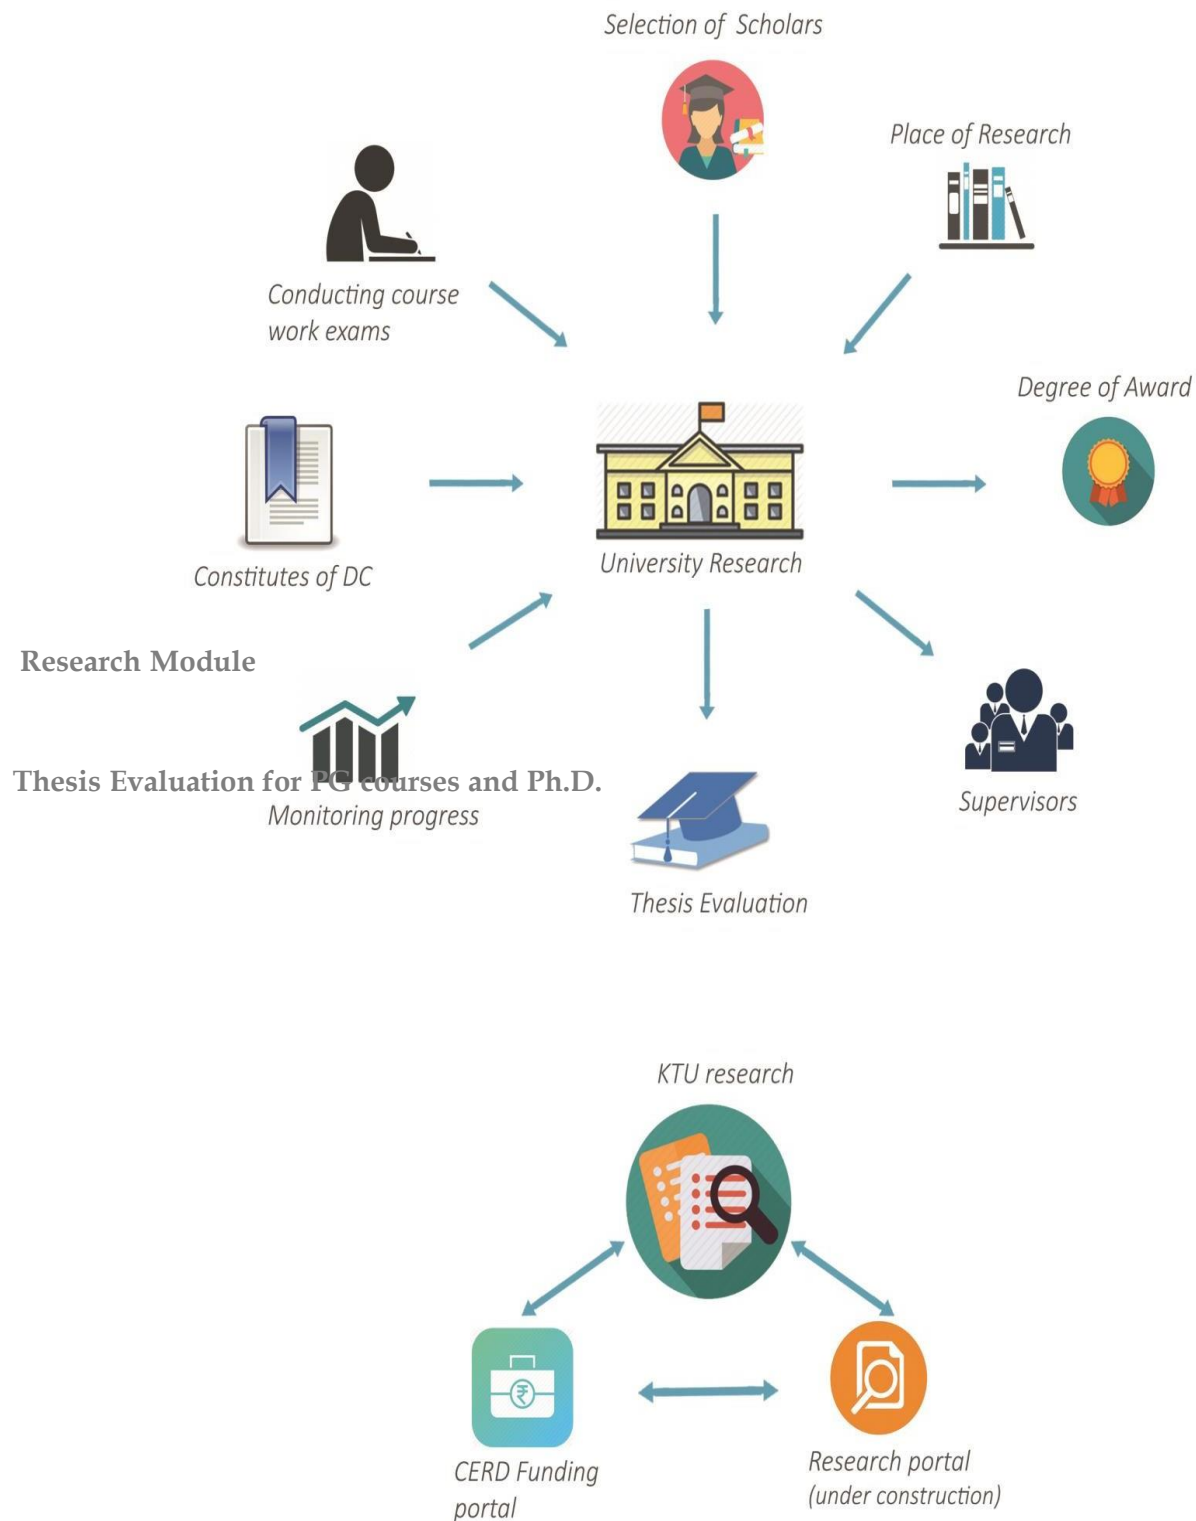 Selection of Scholars
Place of Research
Conducting course
work exams
Degree of Award
University Research
Constitutes of DC
Research Module
Thesis Evaluation for PG courses and Ph.D.
Monitoring progress
Supervisors
Thesis Evaluation
KTU research
₹
CERD Funding
portal
Research portal
(under construction)